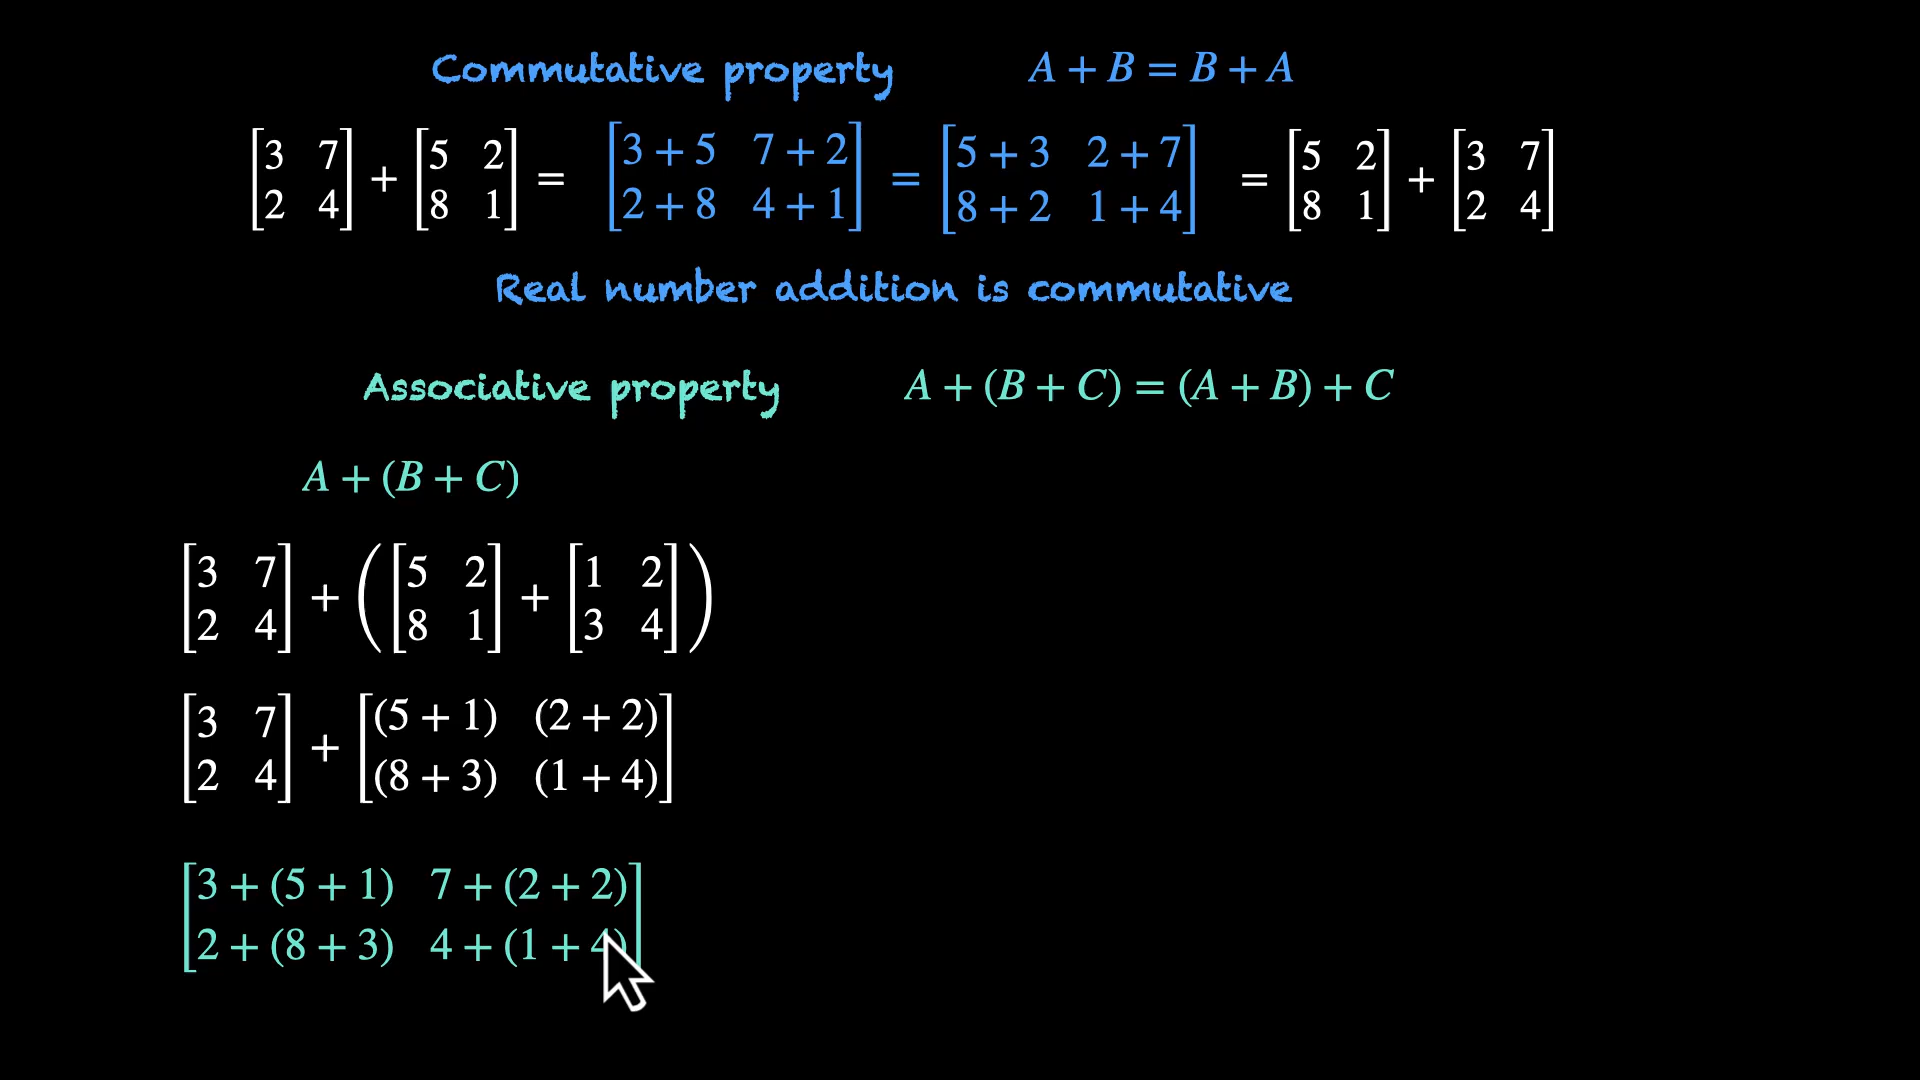 Commutative property A + B = B + A
[3 7; 2 4] + [5 2; 8 1] = [3 + 5 7 + 2; 2 + 8 4 + 1] = [5 + 3 2 + 7; 8 + 2 1 + 4] = [5 2; 8 1] + [3 7; 2 4]
Real number addition is commutative
Associative property A + (B + C) = (A + B) + C
A + (B + C)
[3 7; 2 4] + ([5 2; 8 1] + [1 2; 3 4])
[3 7; 2 4] + [(5 + 1) (2 + 2); (8 + 3) (1 + 4)]
[3 + (5 + 1) 7 + (2 + 2); 2 + (8 + 3) 4 + (1 + 4)]